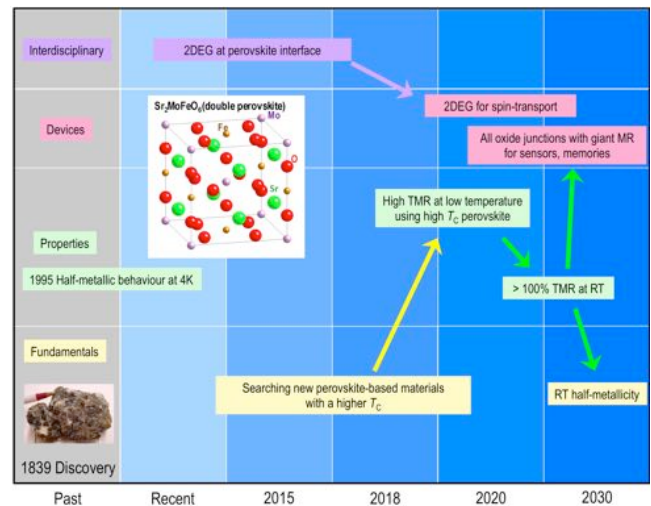 Interdisciplinary
2DEG at perovskite interface
Devices
Sr₂MoFeO₆(double perovskite)
Mo
Fe
O
Sr
2DEG for spin-transport
All oxide junctions with giant MR
for sensors, memories
High TMR at low temperature
using high T_C perovskite
Properties
1995 Half-metallic behaviour at 4K
> 100% TMR at RT
Fundamentals
Searching new perovskite-based materials
with a higher T_C
RT half-metallicity
1839 Discovery
Past Recent 2015 2018 2020 2030